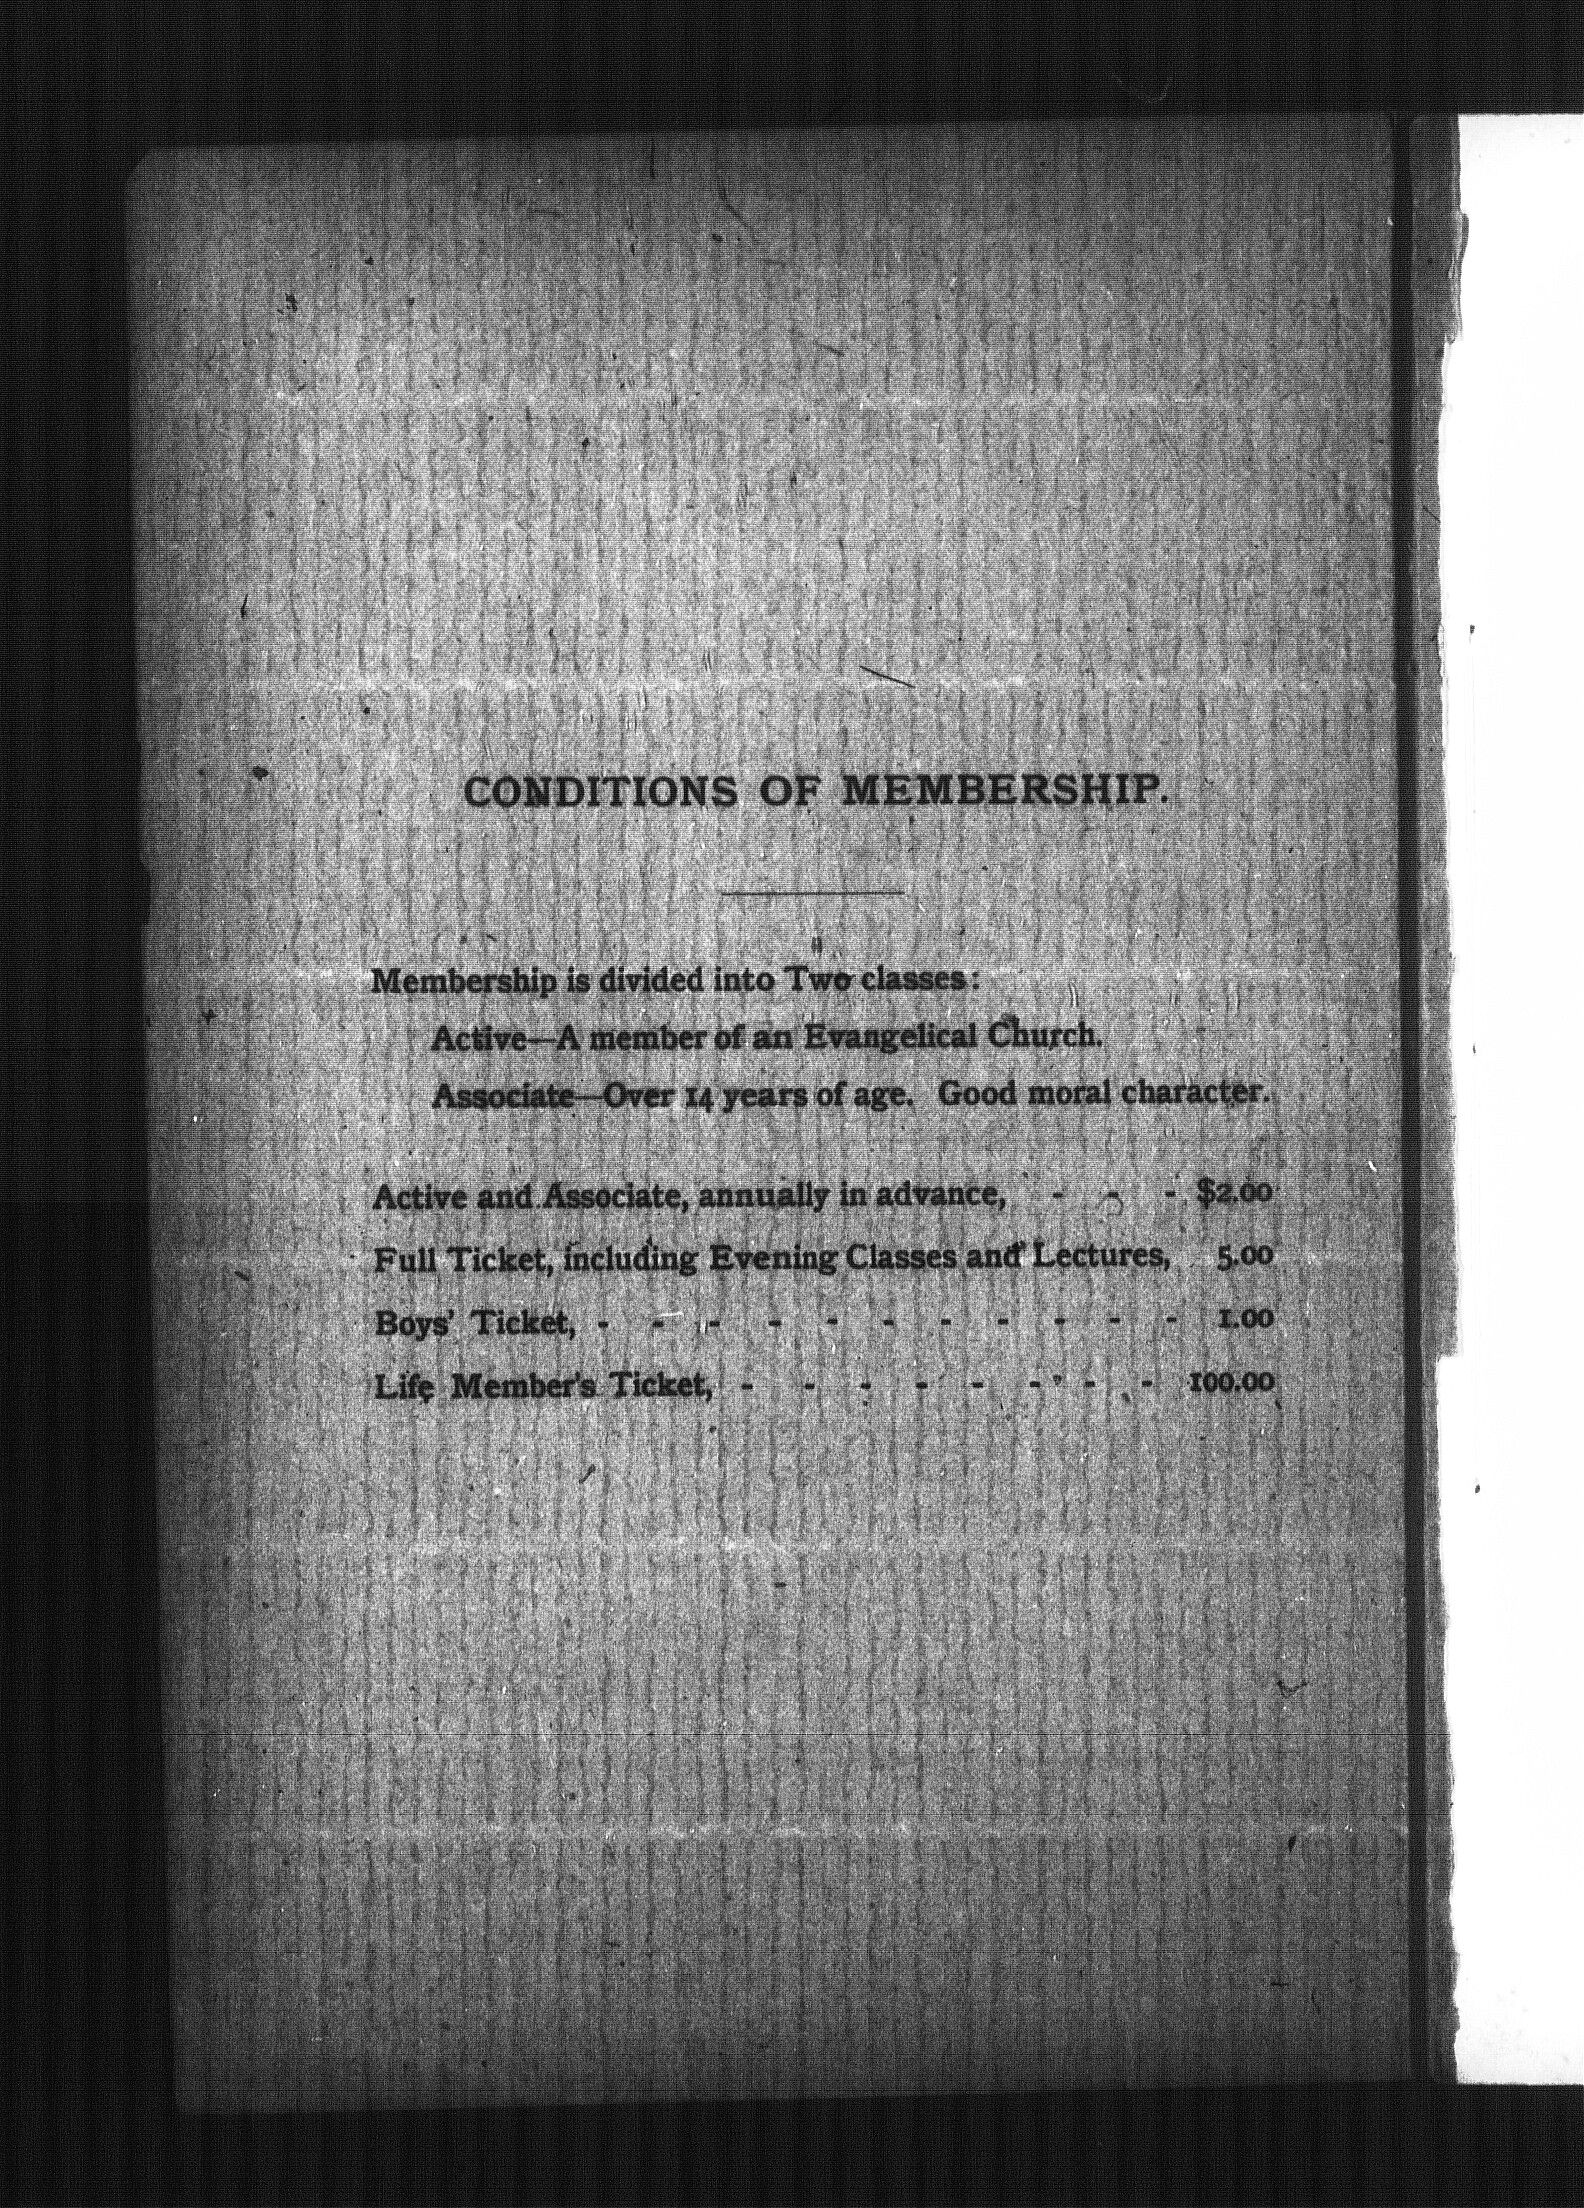 CONDITIONS OF MEMBERSHIP.
Membership is divided into Two classes:
Active—A member of an Evangelical Church.
Associate—Over 14 years of age. Good moral character.
Active and Associate, annually in advance, - - - $2.00
Full Ticket, including Evening Classes and Lectures, 5.00
Boys' Ticket, - - - - - - - - - - - 1.00
Life Member's Ticket, - - - - - - - - 100.00